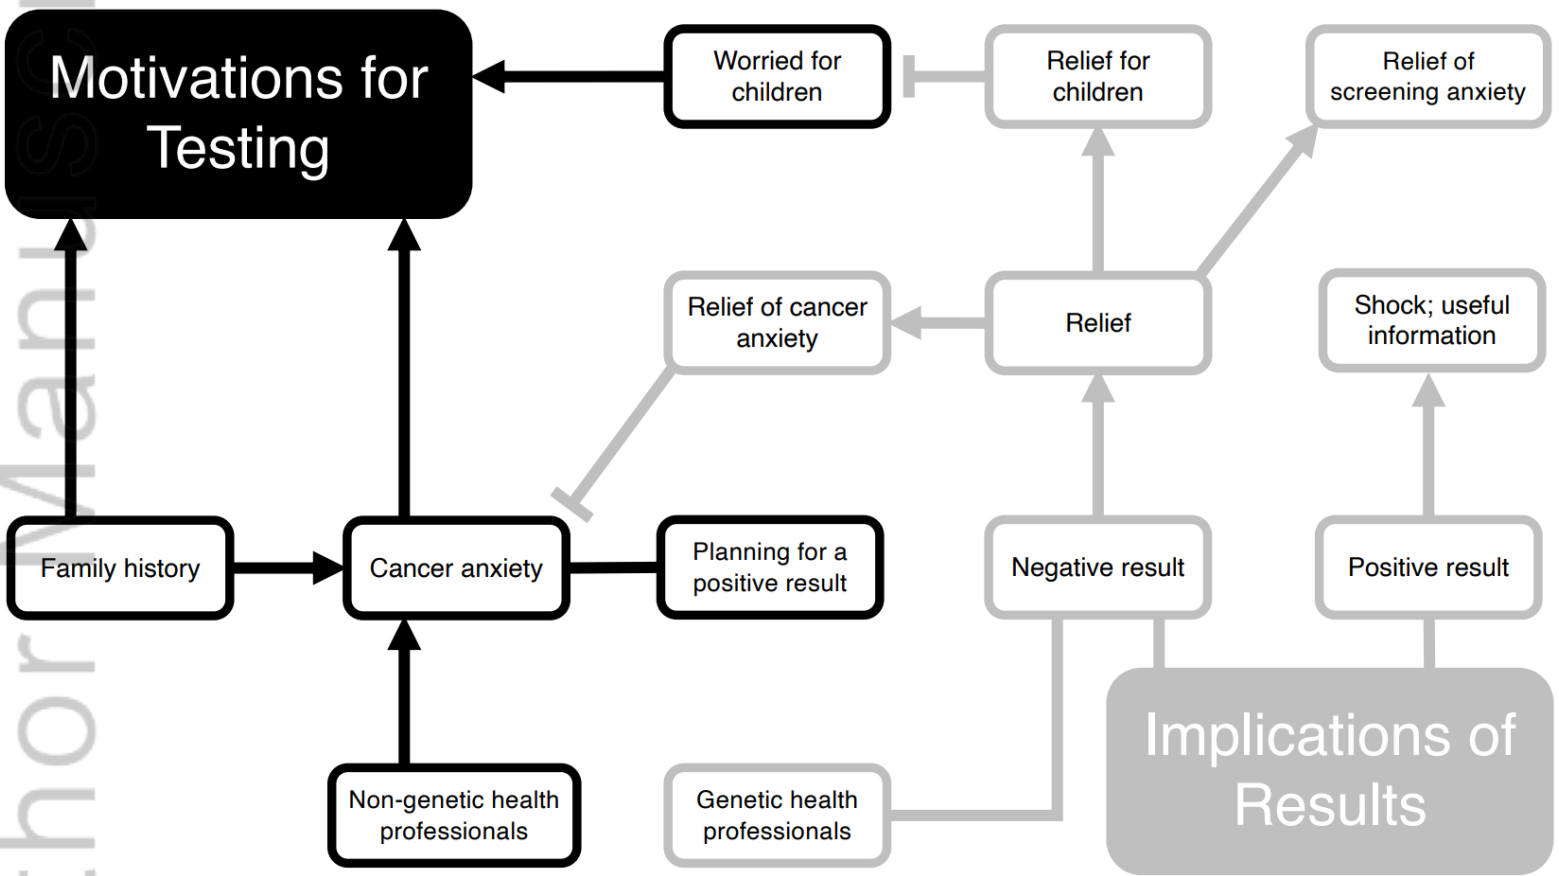 Motivations for
Testing
Worried for
children
Relief for
children
Relief of
screening anxiety
Relief of cancer
anxiety
Relief
Shock; useful
information
Family history
Cancer anxiety
Planning for a
positive result
Negative result
Positive result
Non-genetic health
professionals
Genetic health
professionals
Implications of
Results
hor Manusc